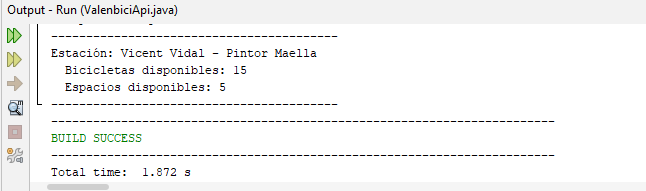 Output - Run (ValenbiciApi.java)
----------------------------------------
Estación: Vicent Vidal - Pintor Maella
  Bicicletas disponibles: 15
  Espacios disponibles: 5
----------------------------------------
------------------------------------------------------------------------
BUILD SUCCESS
------------------------------------------------------------------------
Total time:  1.872 s